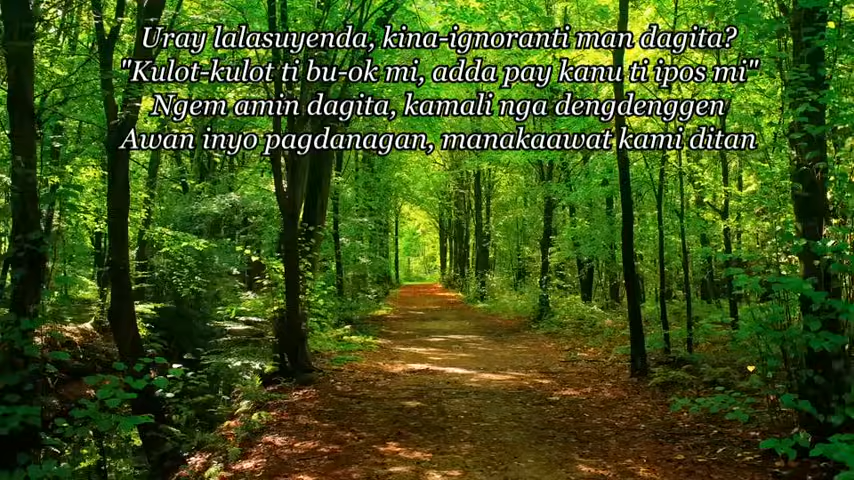 Uray lalasuyenda, kina-ignoranti man dagita?
"Kulot-kulot ti bu-ok mi, adda pay kanu ti ipos mi"
Ngem amin dagita, kamali nga dengdenggen
Awan inyo pagdanagan, manakaawat kami ditan